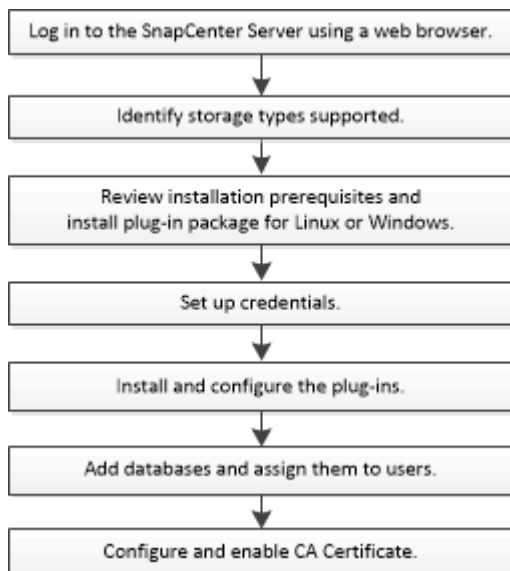 Log in to the SnapCenter Server using a web browser.
Identify storage types supported.
Review installation prerequisites and
install plug-in package for Linux or Windows.
Set up credentials.
Install and configure the plug-ins.
Add databases and assign them to users.
Configure and enable CA Certificate.